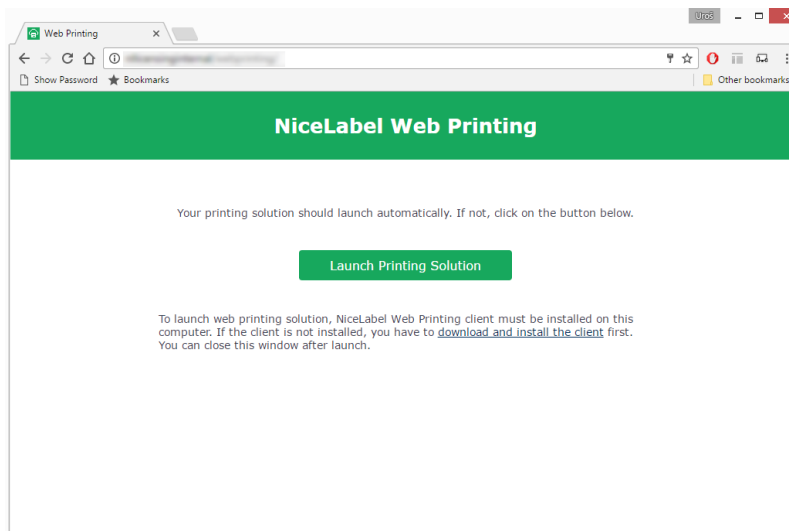 Uroš
Web Printing
Show Password Bookmarks Other bookmarks
NiceLabel Web Printing
Your printing solution should launch automatically. If not, click on the button below.
Launch Printing Solution
To launch web printing solution, NiceLabel Web Printing client must be installed on this
computer. If the client is not installed, you have to download and install the client first.
You can close this window after launch.